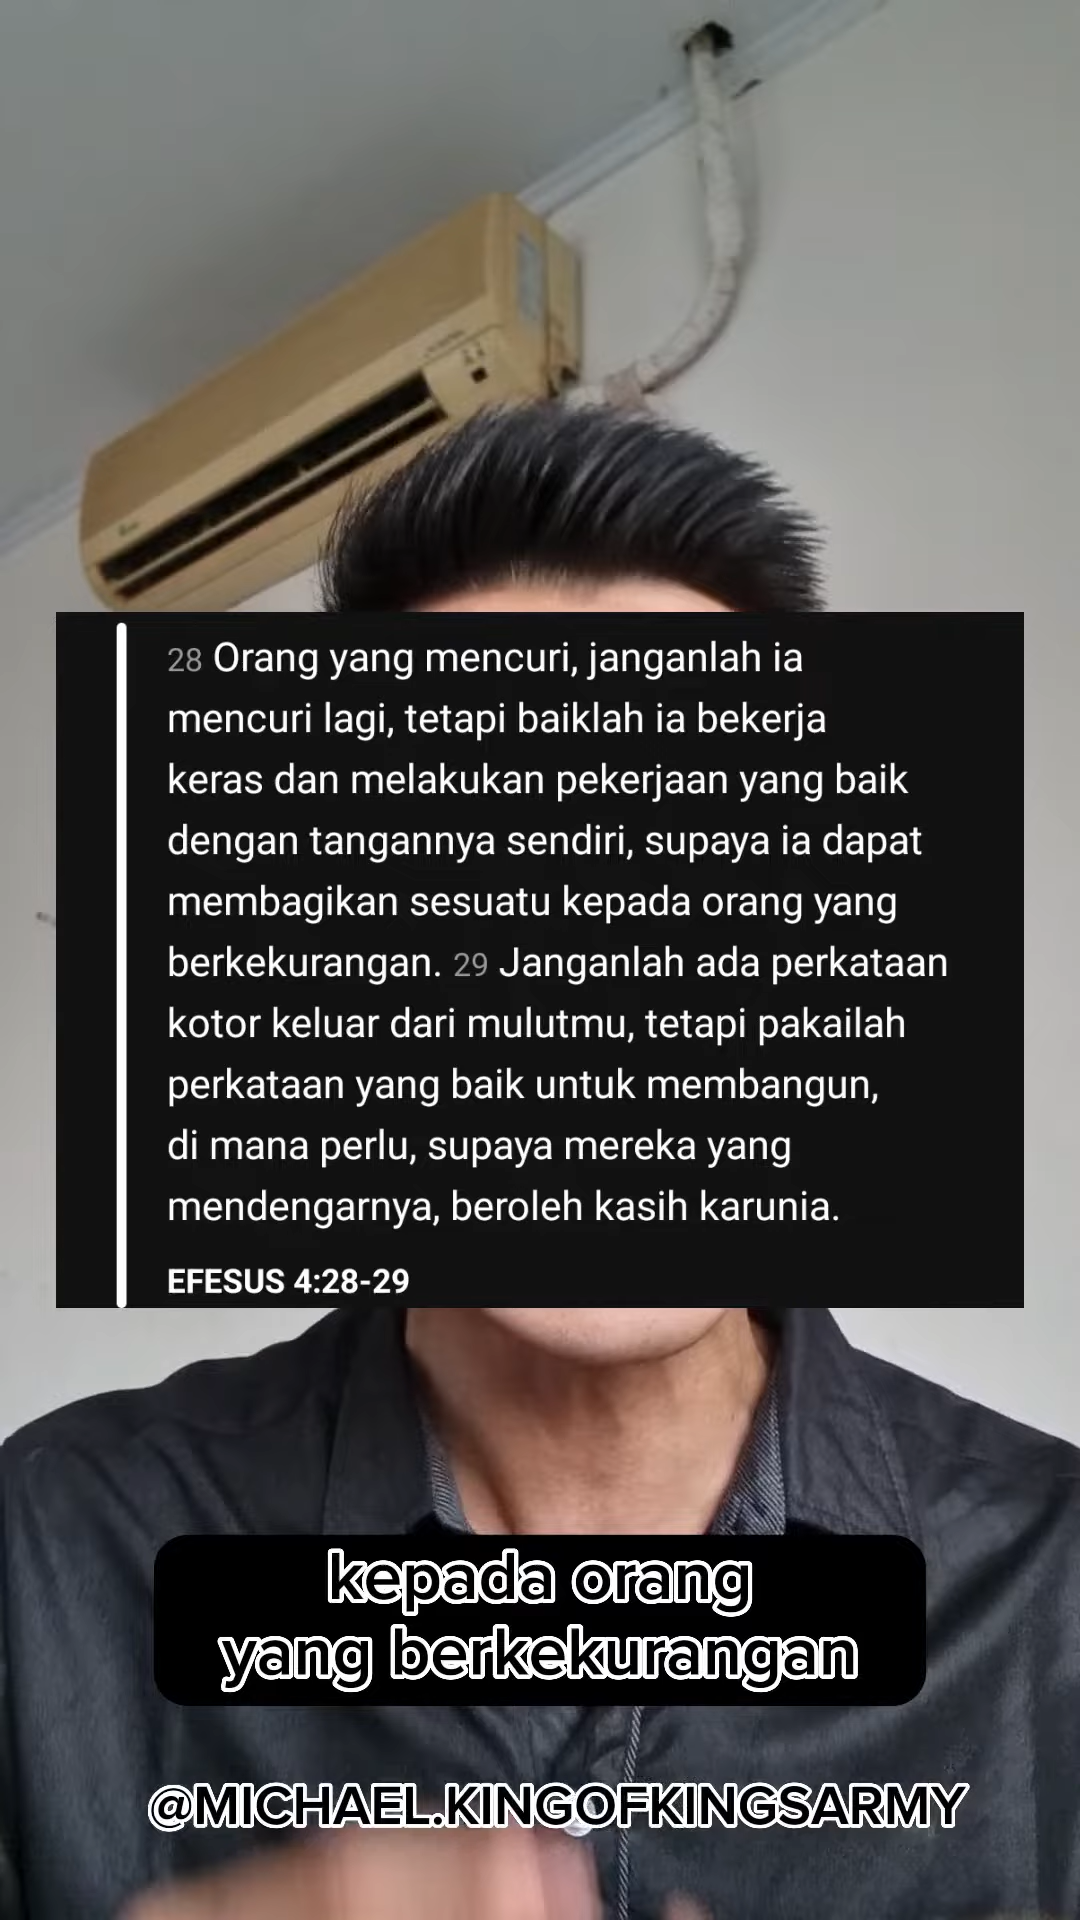 28 Orang yang mencuri, janganlah ia
mencuri lagi, tetapi baiklah ia bekerja
keras dan melakukan pekerjaan yang baik
dengan tangannya sendiri, supaya ia dapat
membagikan sesuatu kepada orang yang
berkekurangan. 29 Janganlah ada perkataan
kotor keluar dari mulutmu, tetapi pakailah
perkataan yang baik untuk membangun,
di mana perlu, supaya mereka yang
mendengarnya, beroleh kasih karunia.
EFESUS 4:28-29
kepada orang
yang berkekurangan
@MICHAEL.KINGOFKINGSARMY